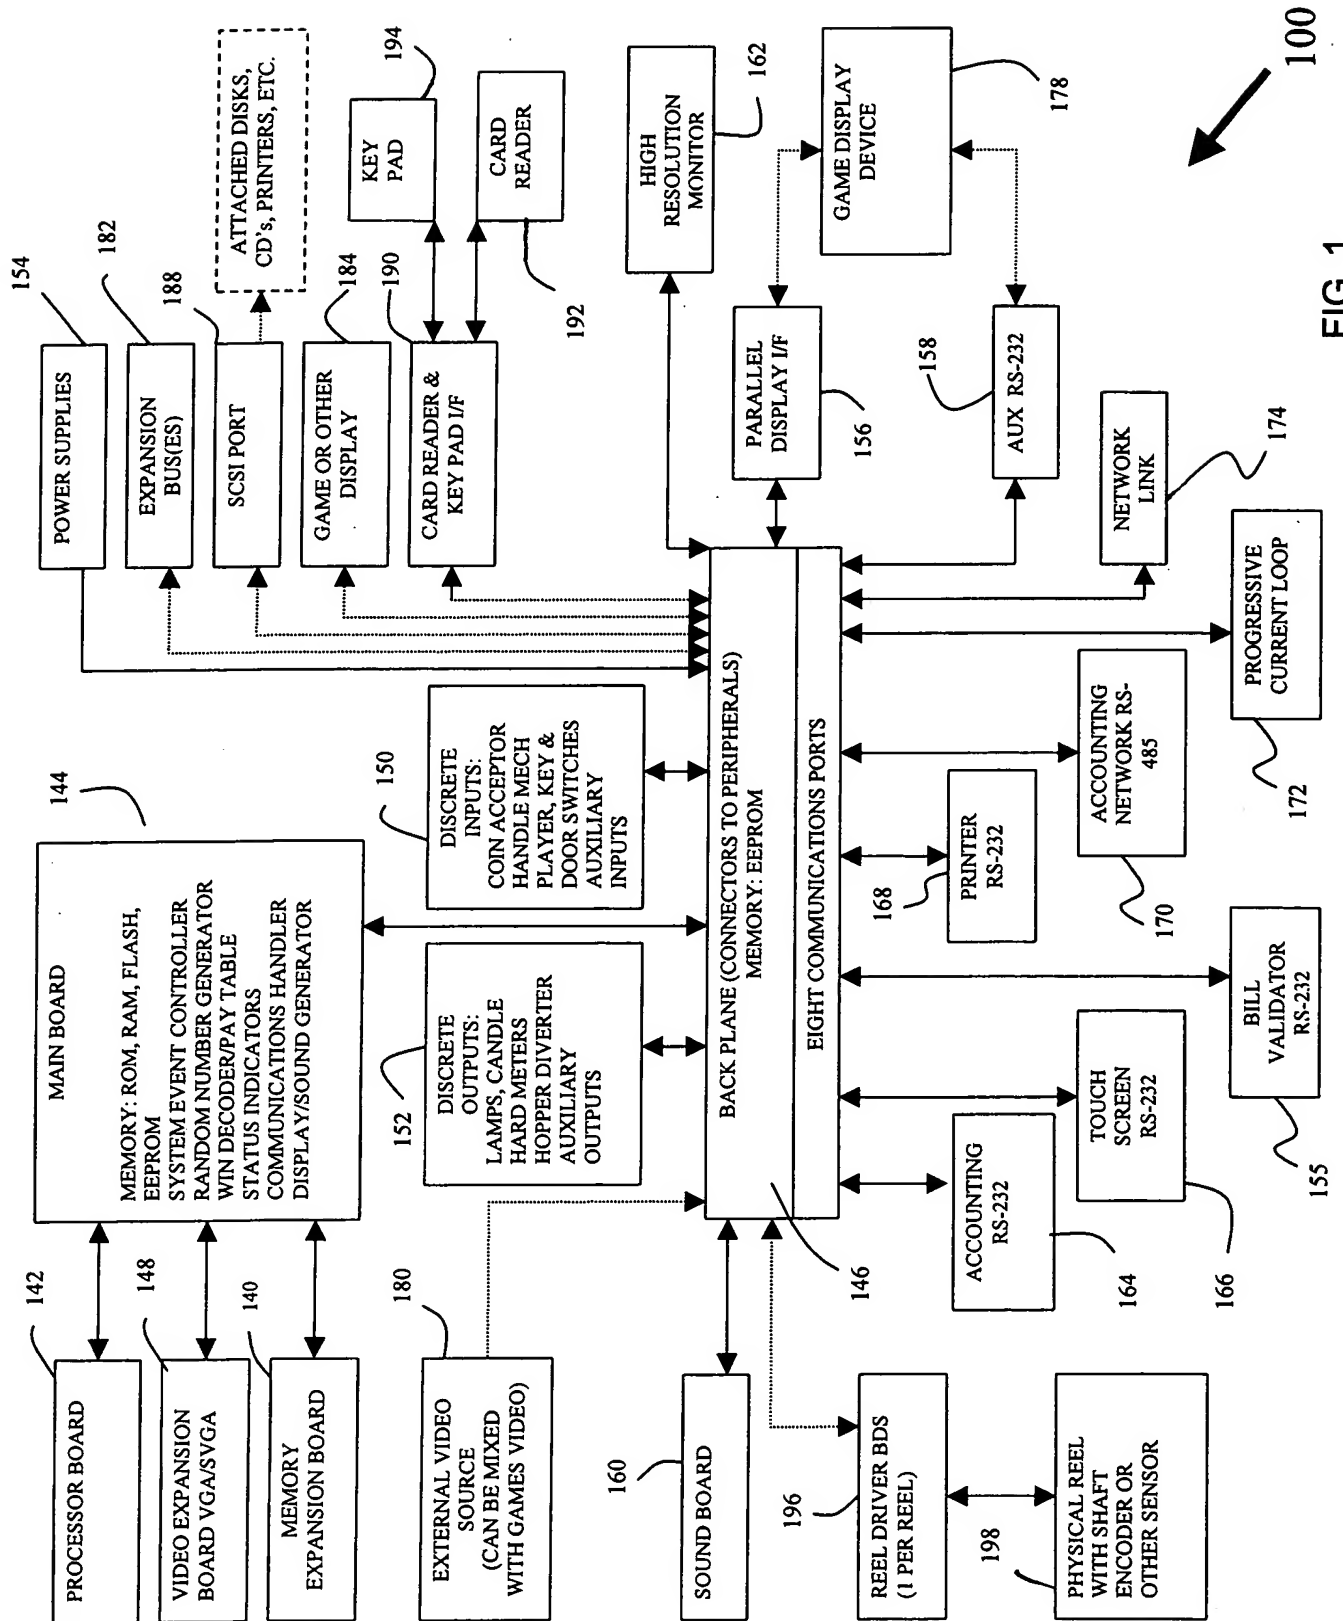 142
PROCESSOR BOARD
148
VIDEO EXPANSION
BOARD VGA/SVGA
140
MEMORY
EXPANSION BOARD
144
MAIN BOARD
MEMORY: ROM, RAM, FLASH,
EEPROM
SYSTEM EVENT CONTROLLER
RANDOM NUMBER GENERATOR
WIN DECODER/PAY TABLE
STATUS INDICATORS
COMMUNICATIONS HANDLER
DISPLAY/SOUND GENERATOR
154
POWER SUPPLIES
182
EXPANSION
BUS(ES)
188
SCSI PORT
ATTACHED DISKS,
CD's, PRINTERS, ETC.
184
GAME OR OTHER
DISPLAY
190
CARD READER &
KEY PAD I/F
194
KEY
PAD
CARD
READER
192
180
EXTERNAL VIDEO
SOURCE
(CAN BE MIXED
WITH GAMES VIDEO)
152
DISCRETE
OUTPUTS:
LAMPS, CANDLE
HARD METERS
HOPPER DIVERTER
AUXILIARY
OUTPUTS
150
DISCRETE
INPUTS:
COIN ACCEPTOR
HANDLE MECH
PLAYER, KEY &
DOOR SWITCHES
AUXILIARY
INPUTS
160
SOUND BOARD
BACK PLANE (CONNECTORS TO PERIPHERALS)
MEMORY: EEPROM
EIGHT COMMUNICATIONS PORTS
146
HIGH
RESOLUTION
MONITOR
162
PARALLEL
DISPLAY I/F
156
GAME DISPLAY
DEVICE
178
158
AUX RS-232
196
REEL DRIVER BDS
(1 PER REEL)
198
PHYSICAL REEL
WITH SHAFT
ENCODER OR
OTHER SENSOR
ACCOUNTING
RS-232
164
TOUCH
SCREEN
RS-232
166
BILL
VALIDATOR
RS-232
155
168
PRINTER
RS-232
ACCOUNTING
NETWORK RS-
485
170
PROGRESSIVE
CURRENT LOOP
172
NETWORK
LINK
174
100